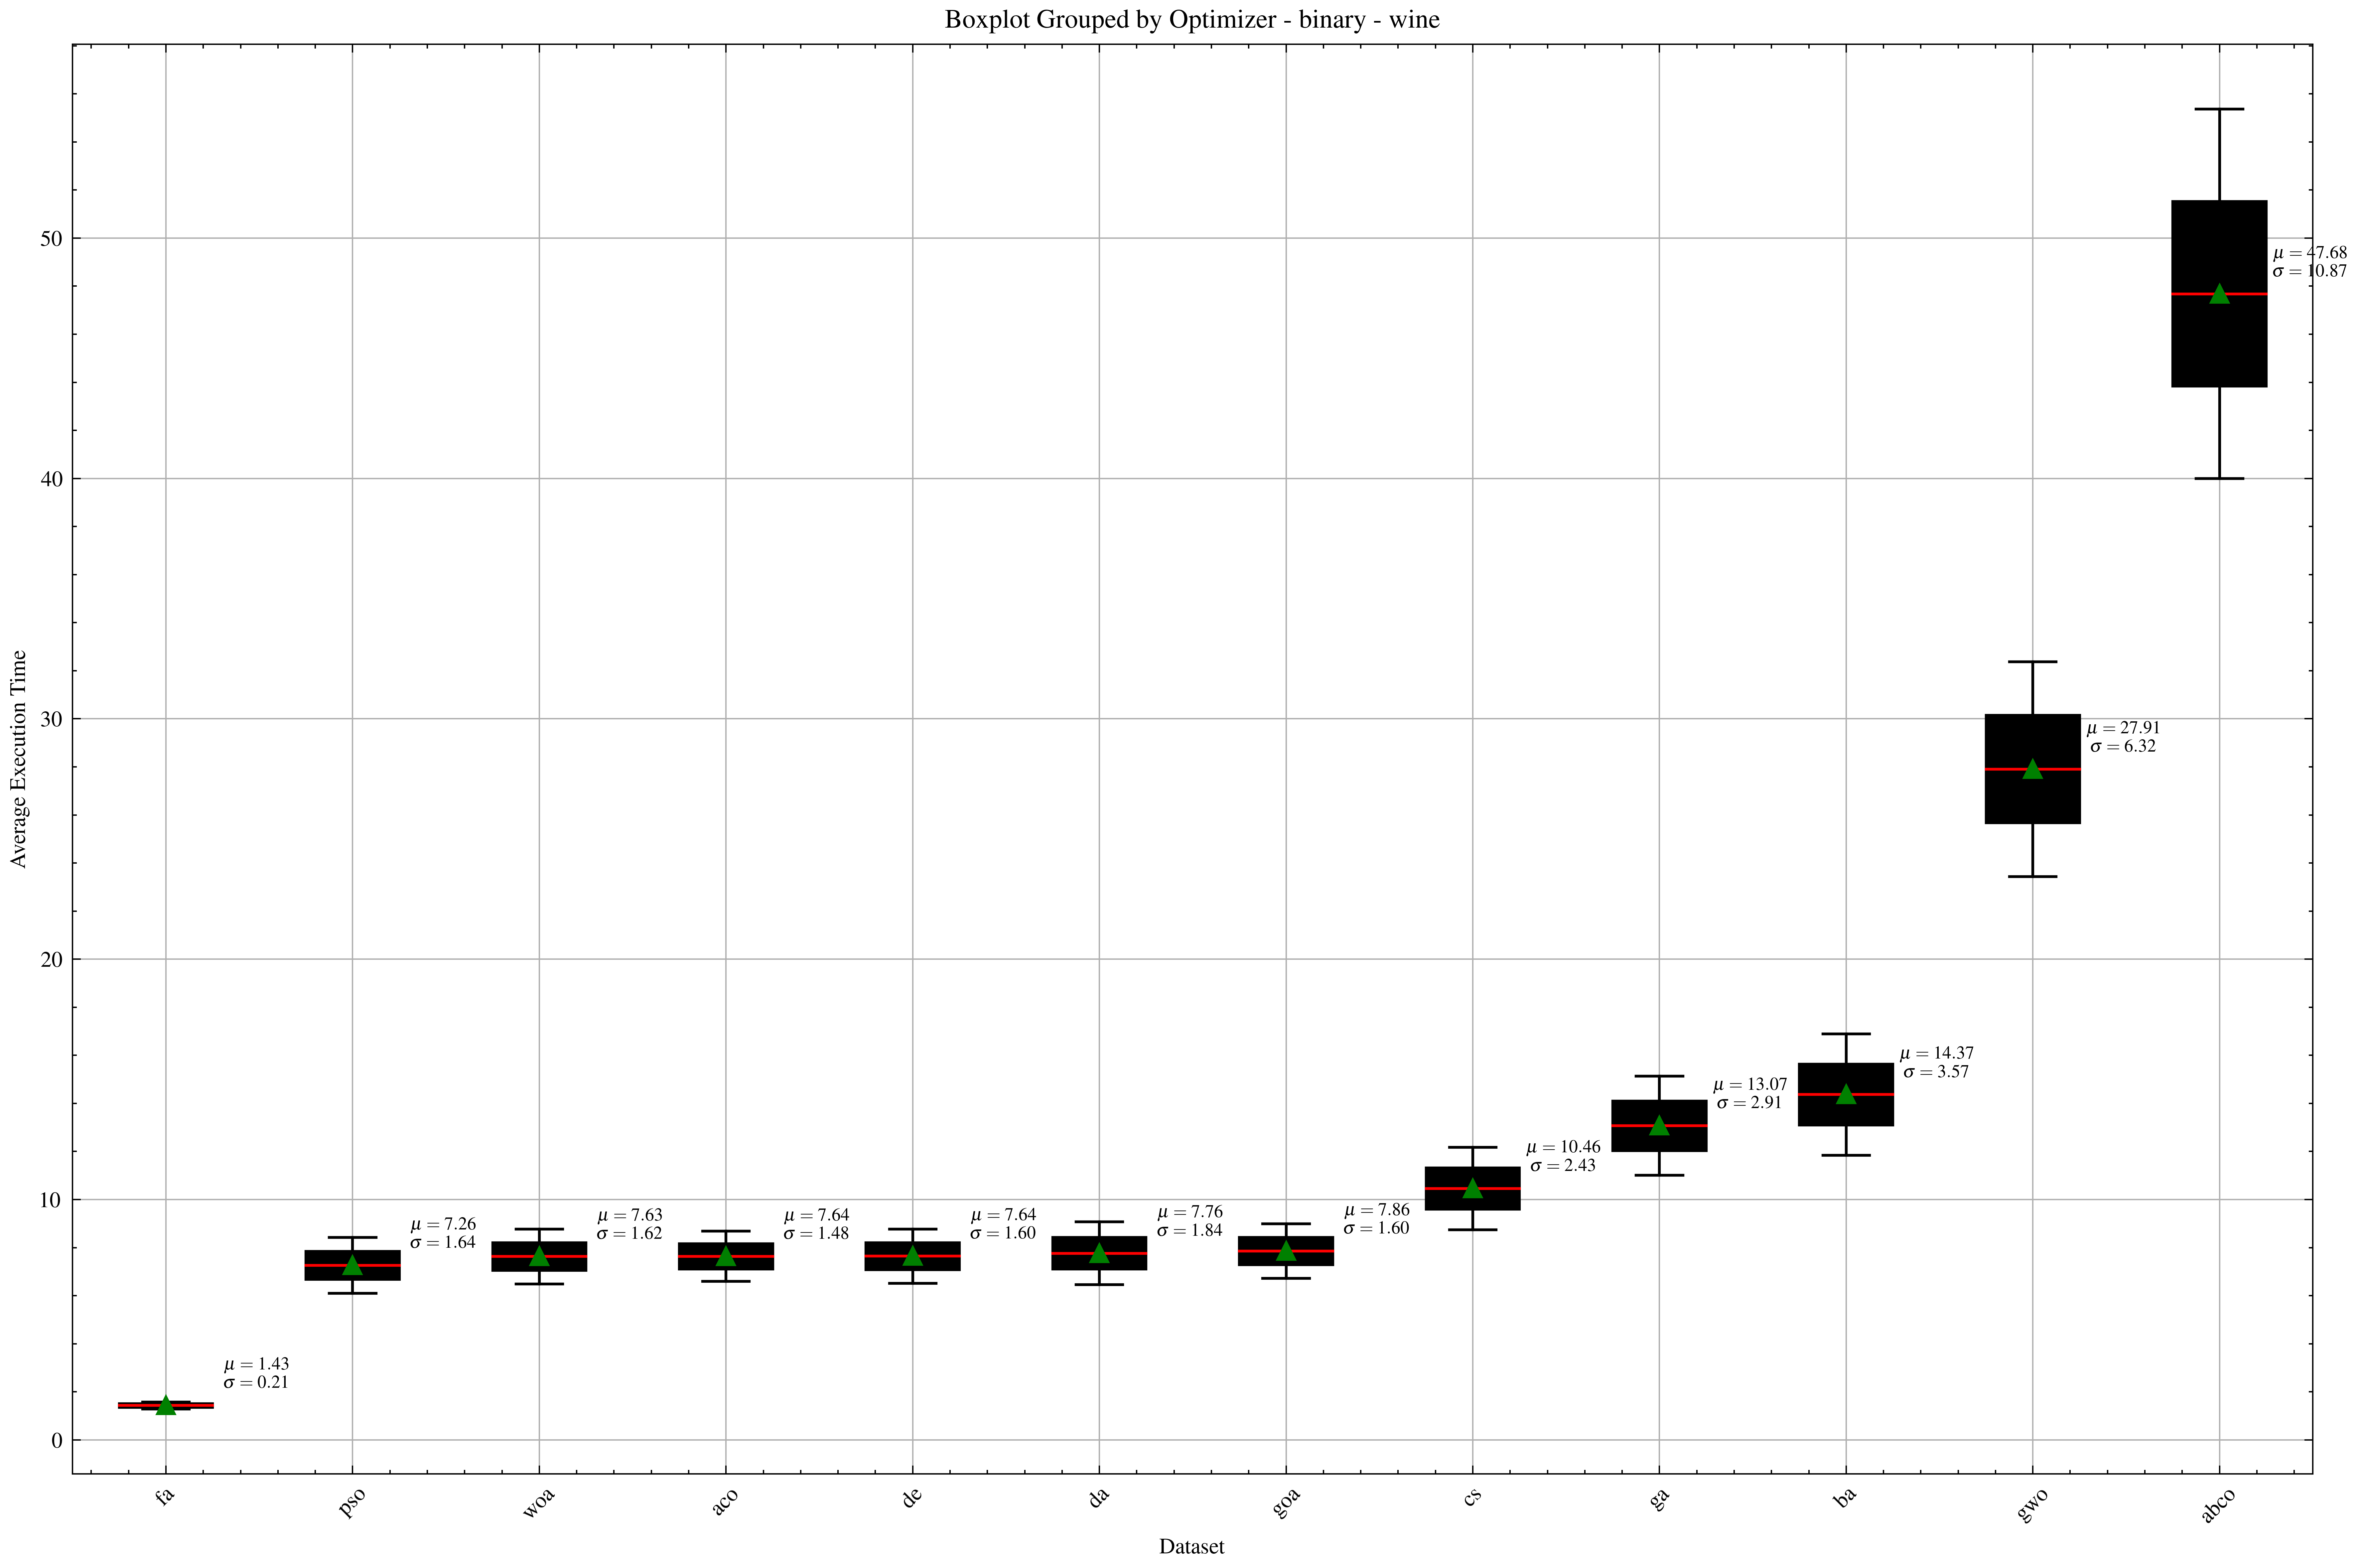 Boxplot Grouped by Optimizer - binary - wine
Average Execution Time
50
40
30
20
10
0
μ = 1.43
σ = 0.21
μ = 7.26
σ = 1.64
μ = 7.63
σ = 1.62
μ = 7.64
σ = 1.48
μ = 7.64
σ = 1.60
μ = 7.76
σ = 1.84
μ = 7.86
σ = 1.60
μ = 10.46
σ = 2.43
μ = 13.07
σ = 2.91
μ = 14.37
σ = 3.57
μ = 27.91
σ = 6.32
μ = 47.68
σ = 10.87
fa
pso
woa
aco
de
da
goa
cs
ga
ba
gwo
abco
Dataset